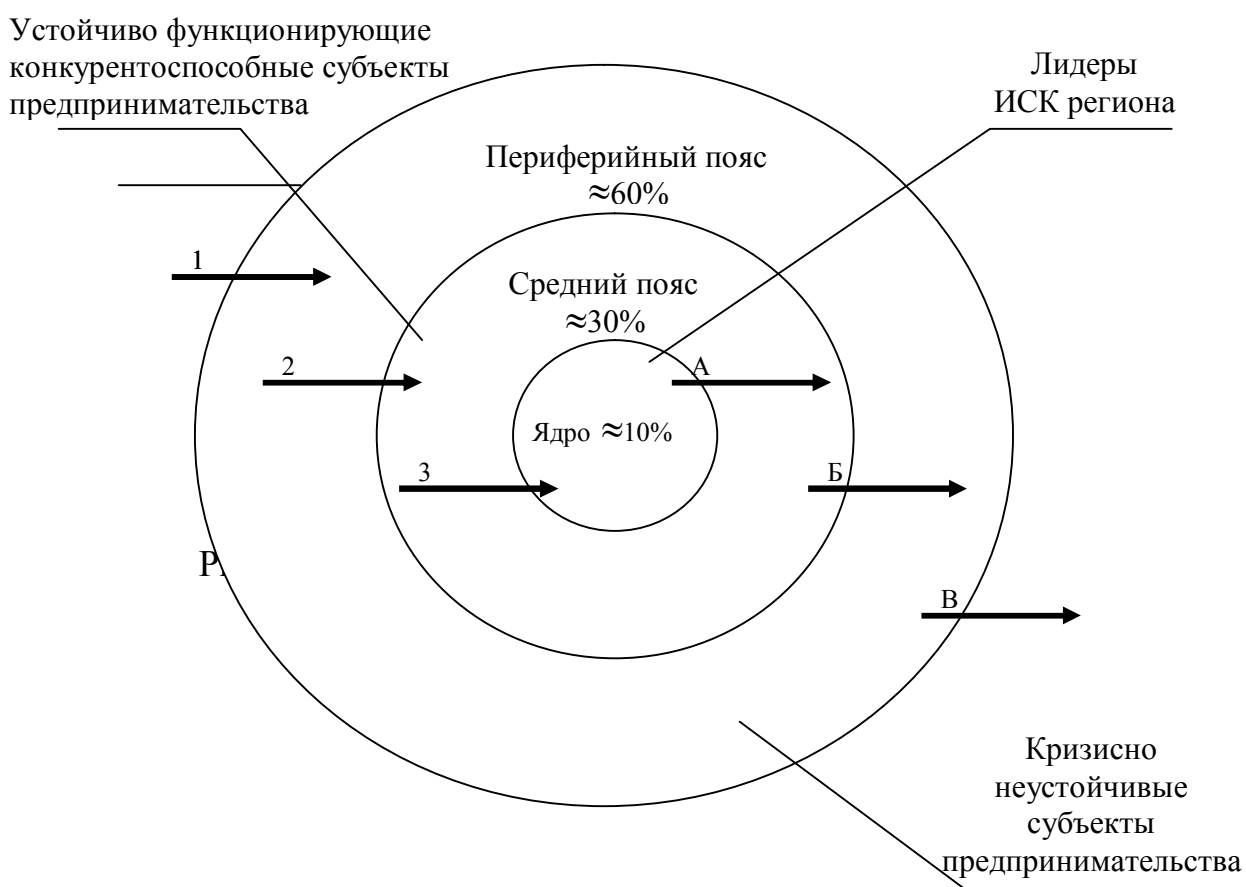 Устойчиво функционирующие
конкурентоспособные субъекты
предпринимательства
Лидеры
ИСК региона
Периферийный пояс
≈60%
1
Средний пояс
≈30%
2
А
Ядро ≈10%
3
Б
В
Кризисно
неустойчивые
субъекты
предпринимательства